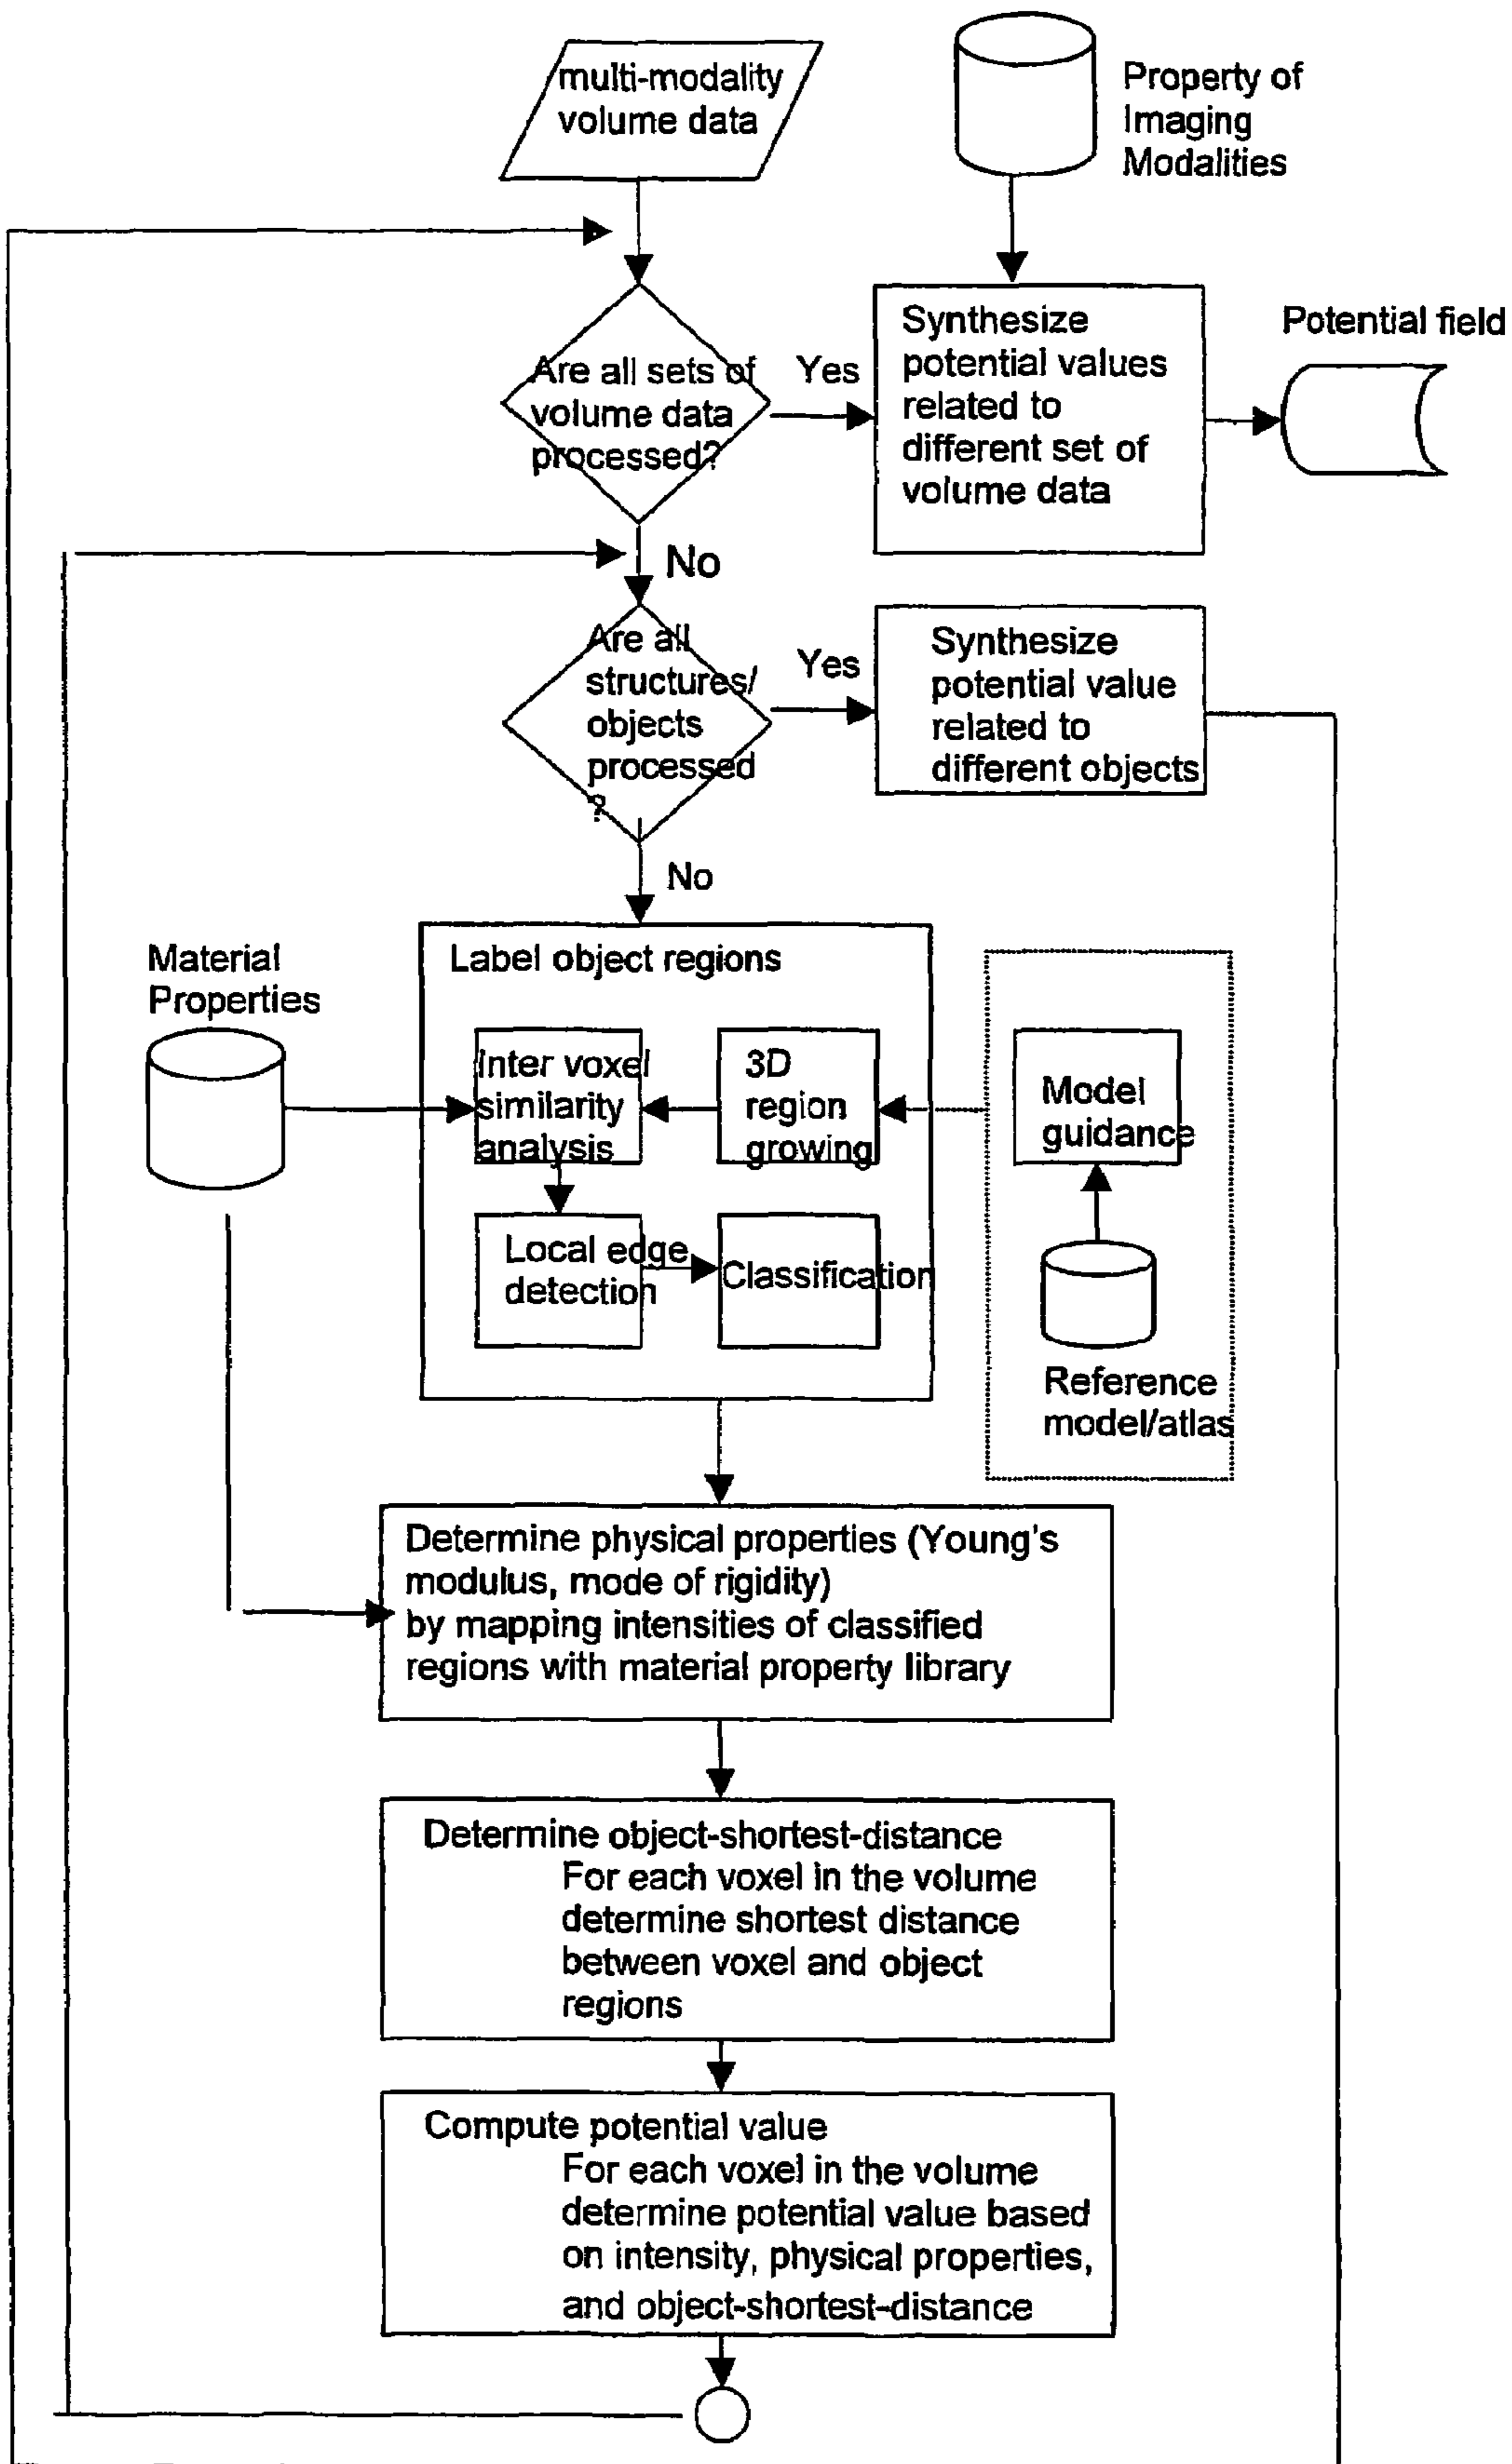 multi-modality
volume data
Property of
Imaging
Modalities
Are all sets of
volume data
processed?
Yes
Synthesize
potential values
related to
different set of
volume data
Potential field
No
Are all
structures/
objects
processed
?
Yes
Synthesize
potential value
related to
different objects
No
Material
Properties
Label object regions
Inter voxel
similarity
analysis
3D
region
growing
Model
guidance
Local edge
detection
Classification
Reference
model/atlas
Determine physical properties (Young's
modulus, mode of rigidity)
by mapping intensities of classified
regions with material property library
Determine object-shortest-distance
For each voxel in the volume
determine shortest distance
between voxel and object
regions
Compute potential value
For each voxel in the volume
determine potential value based
on intensity, physical properties,
and object-shortest-distance